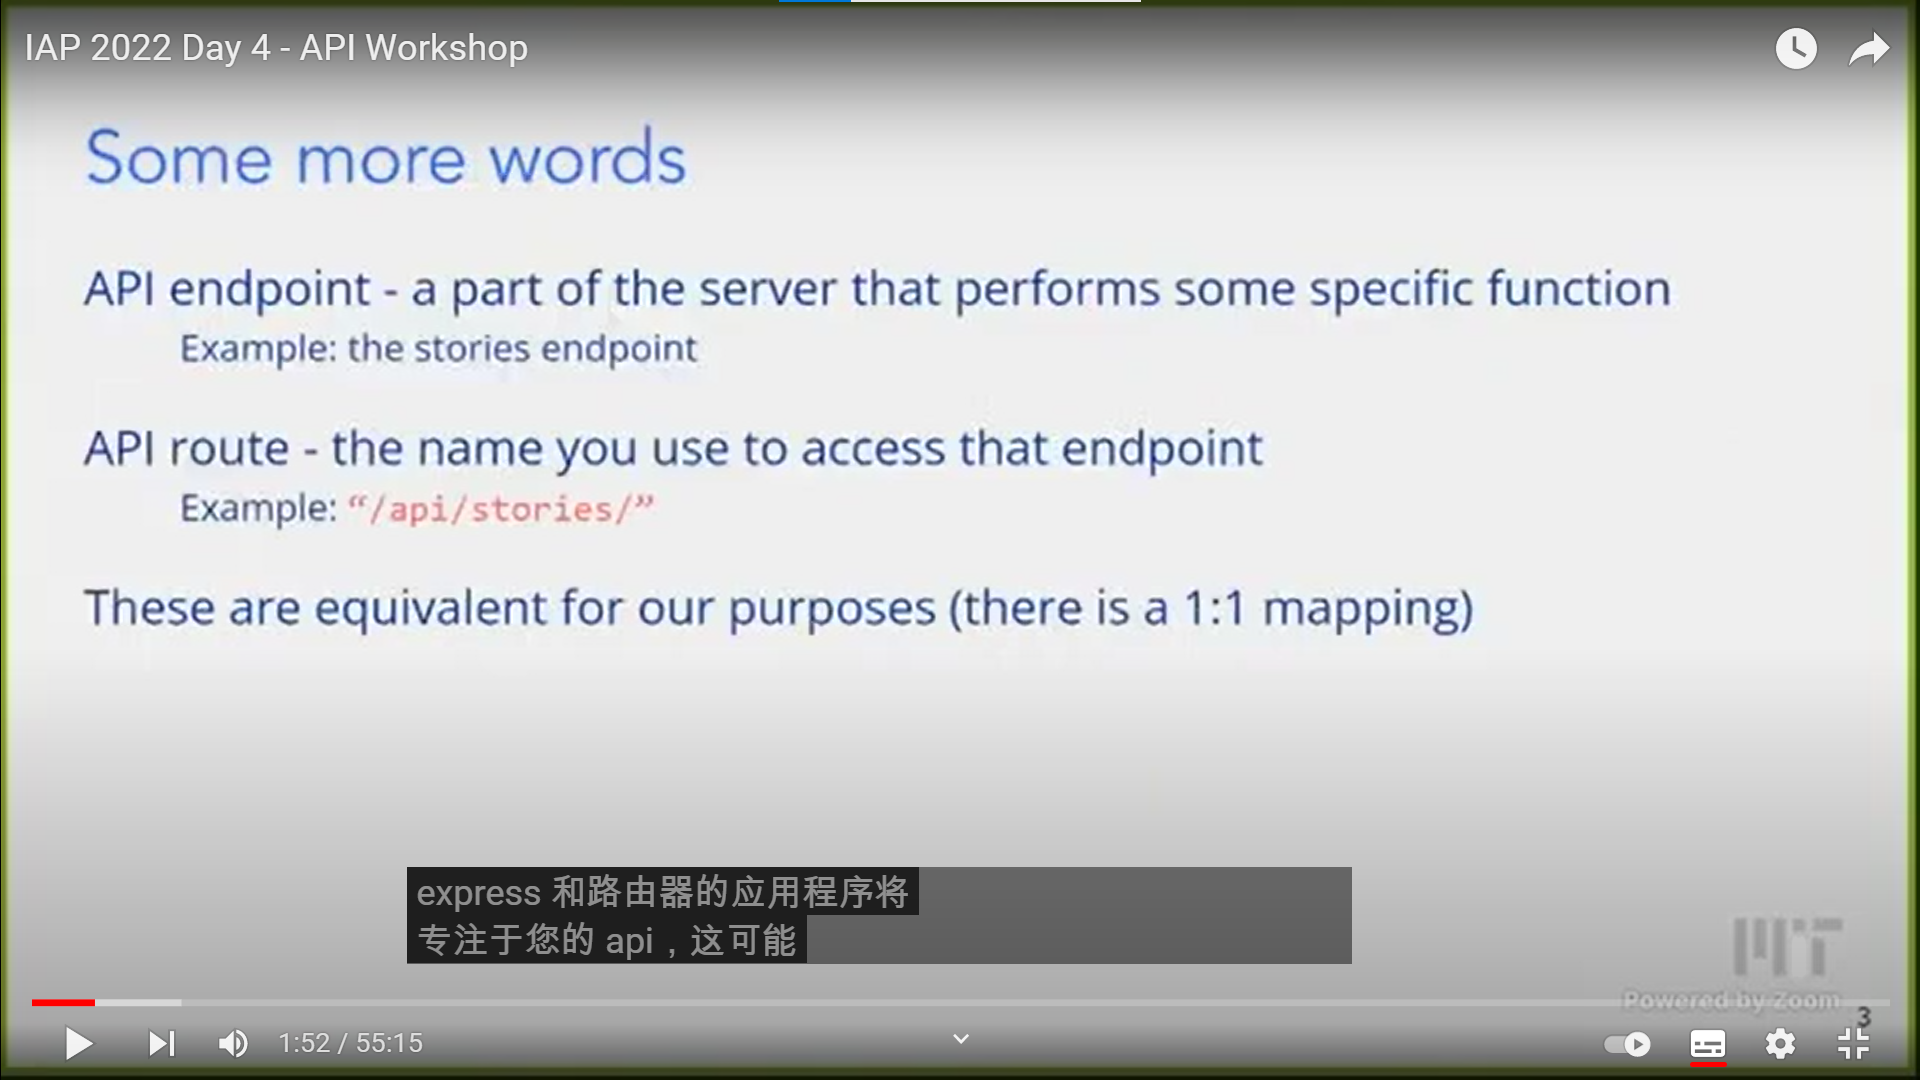 IAP 2022 Day 4 - API Workshop
Some more words
API endpoint - a part of the server that performs some specific function
Example: the stories endpoint
API route - the name you use to access that endpoint
Example: “/api/stories/”
These are equivalent for our purposes (there is a 1:1 mapping)
express 和路由器的应用程序将
专注于您的 api，这可能
MIT
Powered by Zoom
3
1:52 / 55:15